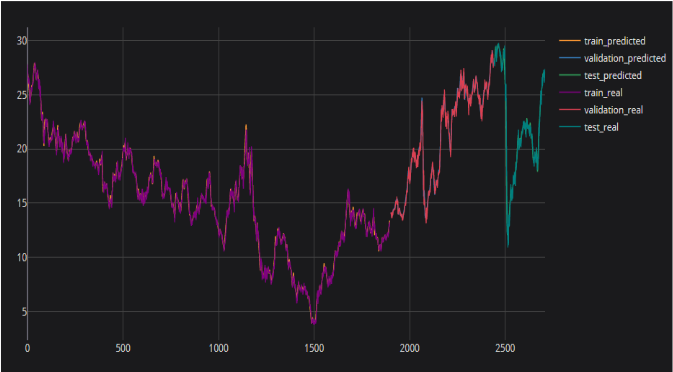 30
25
20
15
10
5
0
500
1000
1500
2000
2500
train_predicted
validation_predicted
test_predicted
train_real
validation_real
test_real